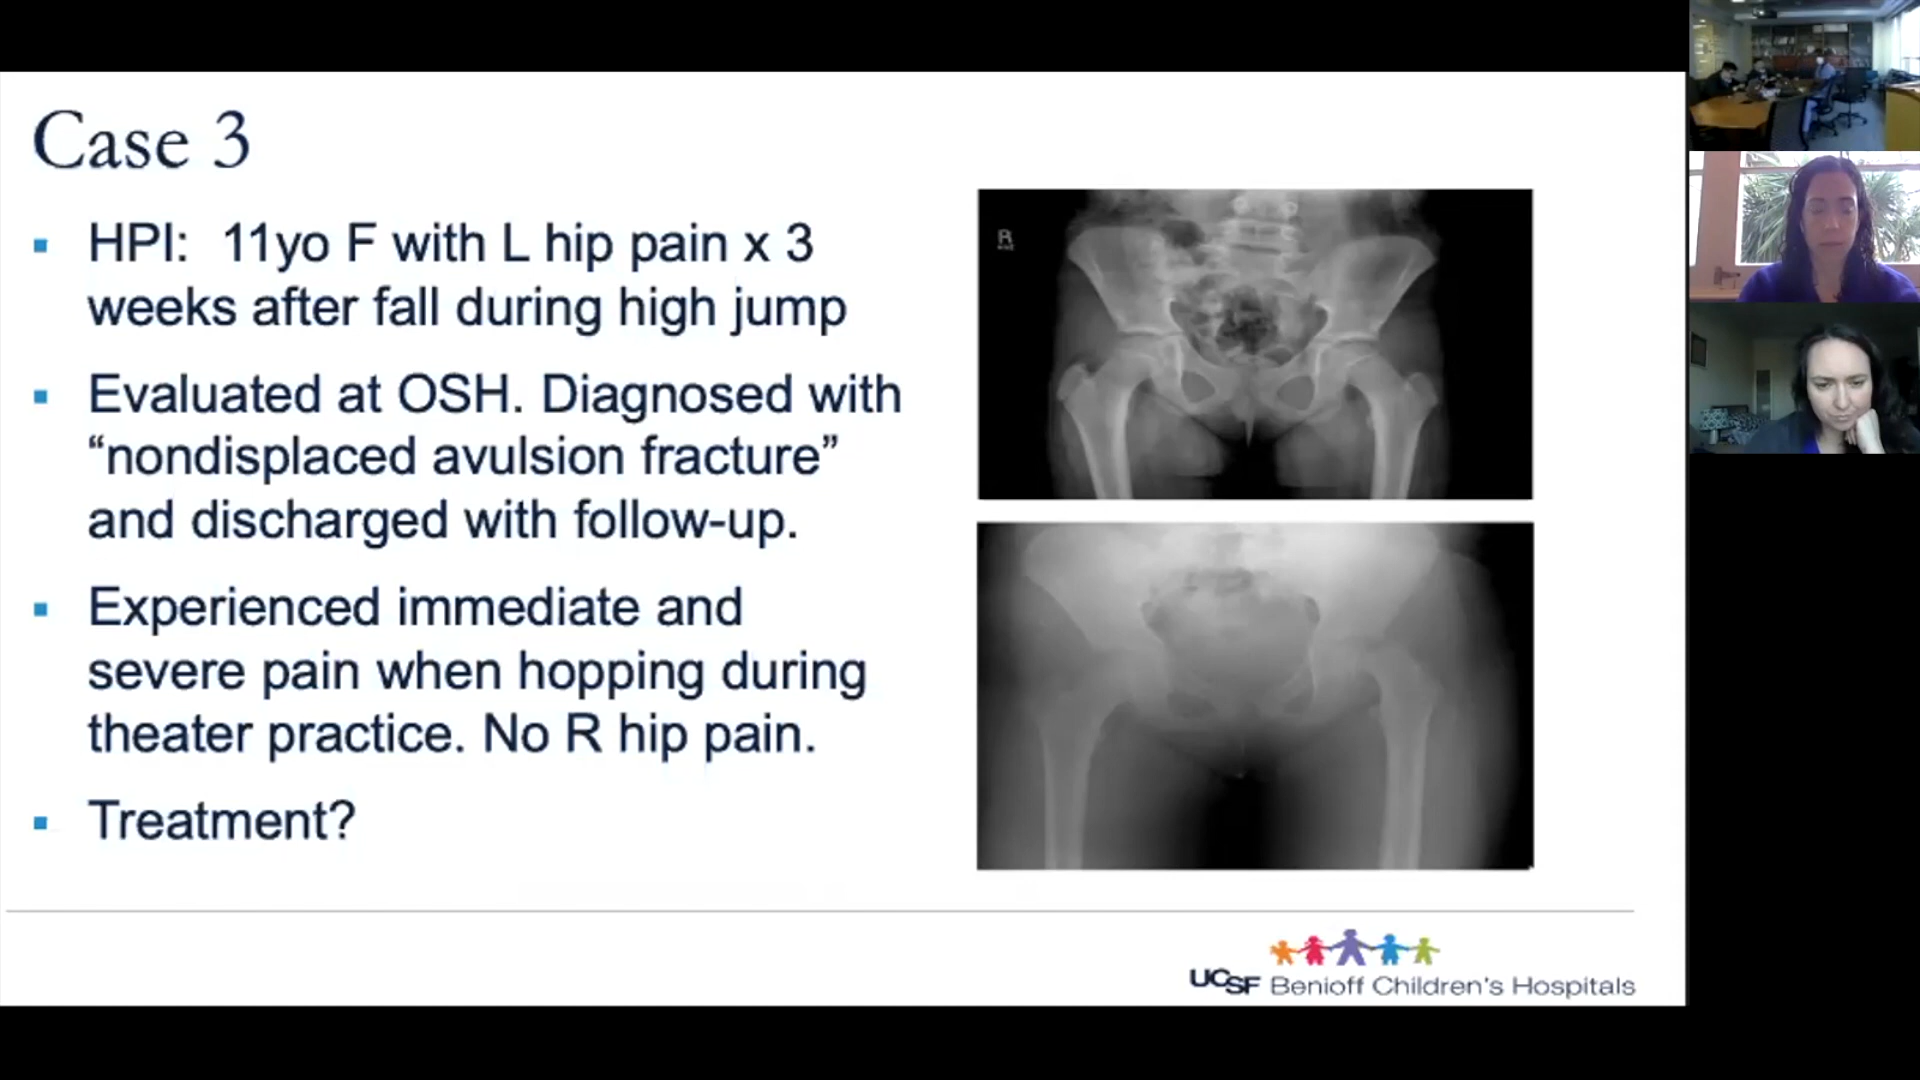 Case 3
HPI:  11yo F with L hip pain x 3
weeks after fall during high jump
Evaluated at OSH. Diagnosed with
“nondisplaced avulsion fracture”
and discharged with follow-up.
Experienced immediate and
severe pain when hopping during
theater practice. No R hip pain.
Treatment?
R
UCSF Benioff Children's Hospitals